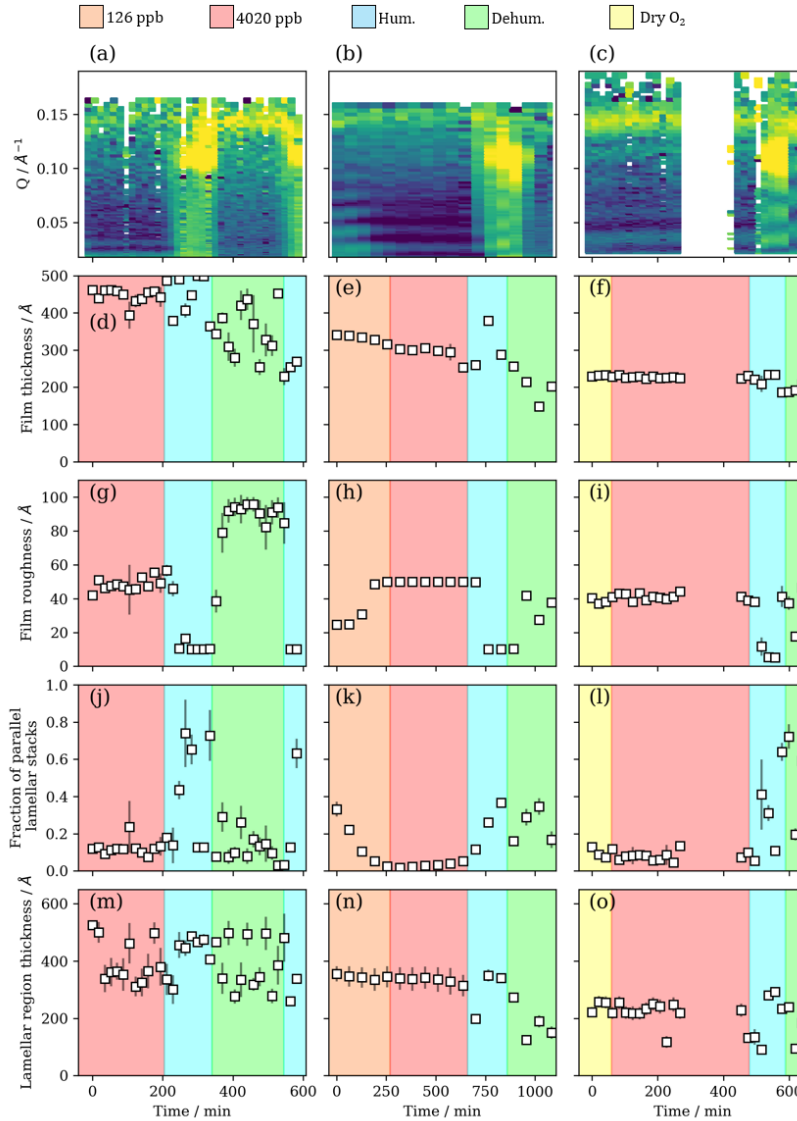 126 ppb 4020 ppb Hum. Dehum. Dry O₂
(a) (b) (c)
Q / Å⁻¹
0.15
0.10
0.05
Film thickness / Å
500
400
300
200
100
0
(d) (e) (f)
Film roughness / Å
100
80
60
40
20
0
(g) (h) (i)
Fraction of parallel
lamellar stacks
1.0
0.8
0.6
0.4
0.2
0.0
(j) (k) (l)
Lamellar region thickness / Å
600
400
200
0
(m) (n) (o)
0 200 400 600 0 250 500 750 1000 0 200 400 600
Time / min Time / min Time / min